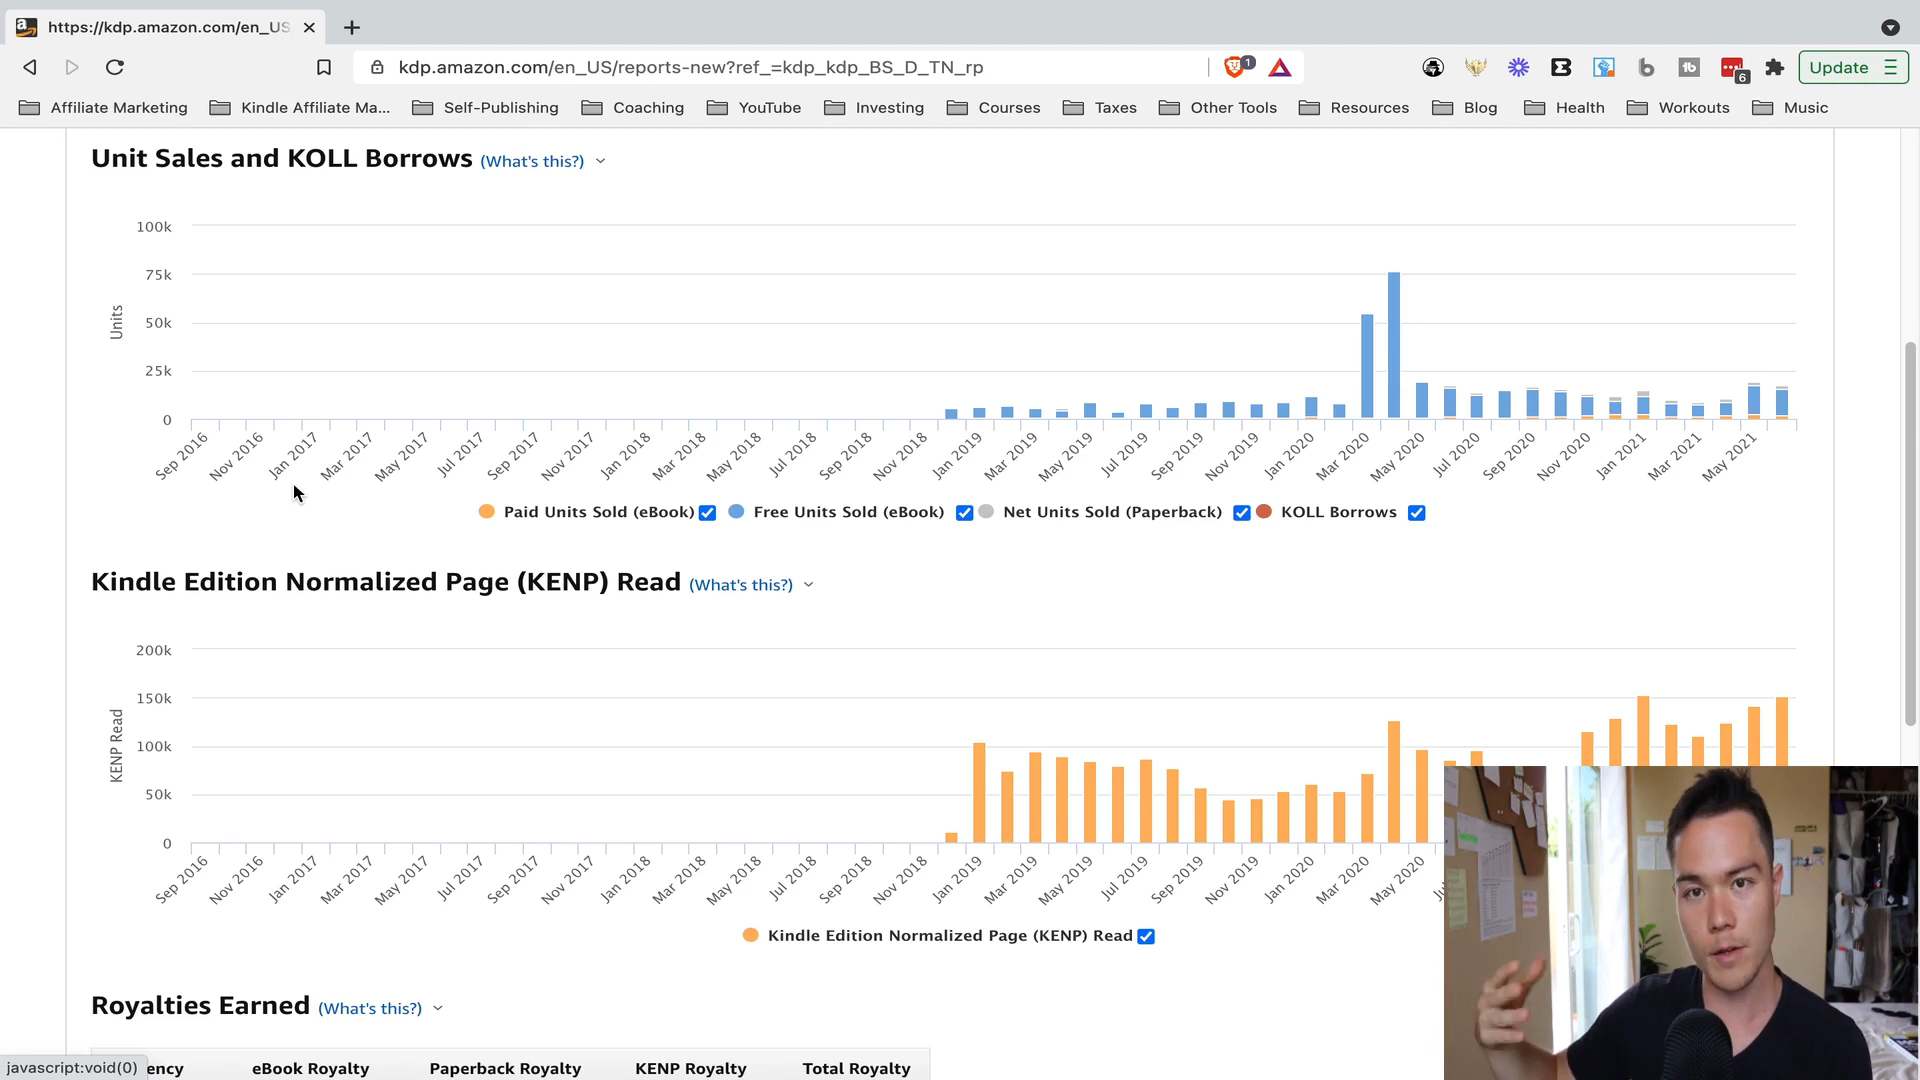 https://kdp.amazon.com/en_US
kdp.amazon.com/en_US/reports-new?ref_=kdp_kdp_BS_D_TN_rp
1
6
Update
Affiliate Marketing Kindle Affiliate Ma... Self-Publishing Coaching YouTube Investing Courses Taxes Other Tools Resources Blog Health Workouts Music
Unit Sales and KOLL Borrows (What's this?)
100k
75k
50k
25k
0
Units
Sep 2016 Nov 2016 Jan 2017 Mar 2017 May 2017 Jul 2017 Sep 2017 Nov 2017 Jan 2018 Mar 2018 May 2018 Jul 2018 Sep 2018 Nov 2018 Jan 2019 Mar 2019 May 2019 Jul 2019 Sep 2019 Nov 2019 Jan 2020 Mar 2020 May 2020 Jul 2020 Sep 2020 Nov 2020 Jan 2021 Mar 2021 May 2021
Paid Units Sold (eBook) Free Units Sold (eBook) Net Units Sold (Paperback) KOLL Borrows
Kindle Edition Normalized Page (KENP) Read (What's this?)
200k
150k
100k
50k
0
KENP Read
Sep 2016 Nov 2016 Jan 2017 Mar 2017 May 2017 Jul 2017 Sep 2017 Nov 2017 Jan 2018 Mar 2018 May 2018 Jul 2018 Sep 2018 Nov 2018 Jan 2019 Mar 2019 May 2019 Jul 2019 Sep 2019 Nov 2019 Jan 2020 Mar 2020 May 2020
Kindle Edition Normalized Page (KENP) Read
Royalties Earned (What's this?)
javascript:void(0)
ency eBook Royalty Paperback Royalty KENP Royalty Total Royalty